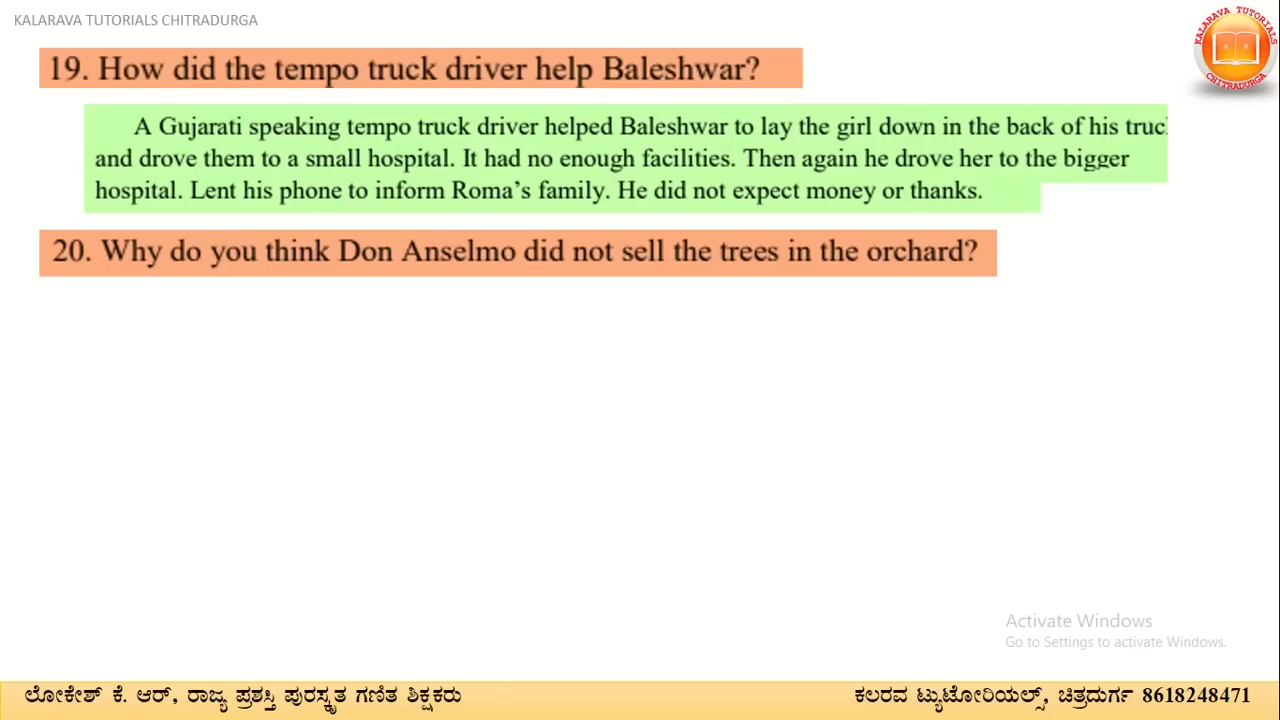 KALARAVA TUTORIALS CHITRADURGA
KALARAVA TUTORIALS
CHITRADURGA
19. How did the tempo truck driver help Baleshwar?
A Gujarati speaking tempo truck driver helped Baleshwar to lay the girl down in the back of his truck
and drove them to a small hospital. It had no enough facilities. Then again he drove her to the bigger
hospital. Lent his phone to inform Roma’s family. He did not expect money or thanks.
20. Why do you think Don Anselmo did not sell the trees in the orchard?
Activate Windows
Go to Settings to activate Windows.
ಲೋಕೇಶ್ ಕೆ. ಆರ್, ರಾಜ್ಯ ಪ್ರಶಸ್ತಿ ಪುರಸ್ಕೃತ ಗಣಿತ ಶಿಕ್ಷಕರು
ಕಲರವ ಟ್ಯುಟೋರಿಯಲ್ಸ್, ಚಿತ್ರದುರ್ಗ 8618248471